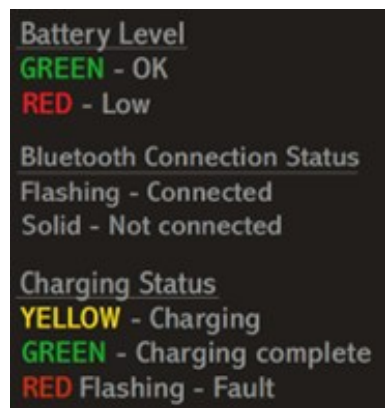 Battery Level
GREEN - OK
RED - Low
Bluetooth Connection Status
Flashing - Connected
Solid - Not connected
Charging Status
YELLOW - Charging
GREEN - Charging complete
RED Flashing - Fault